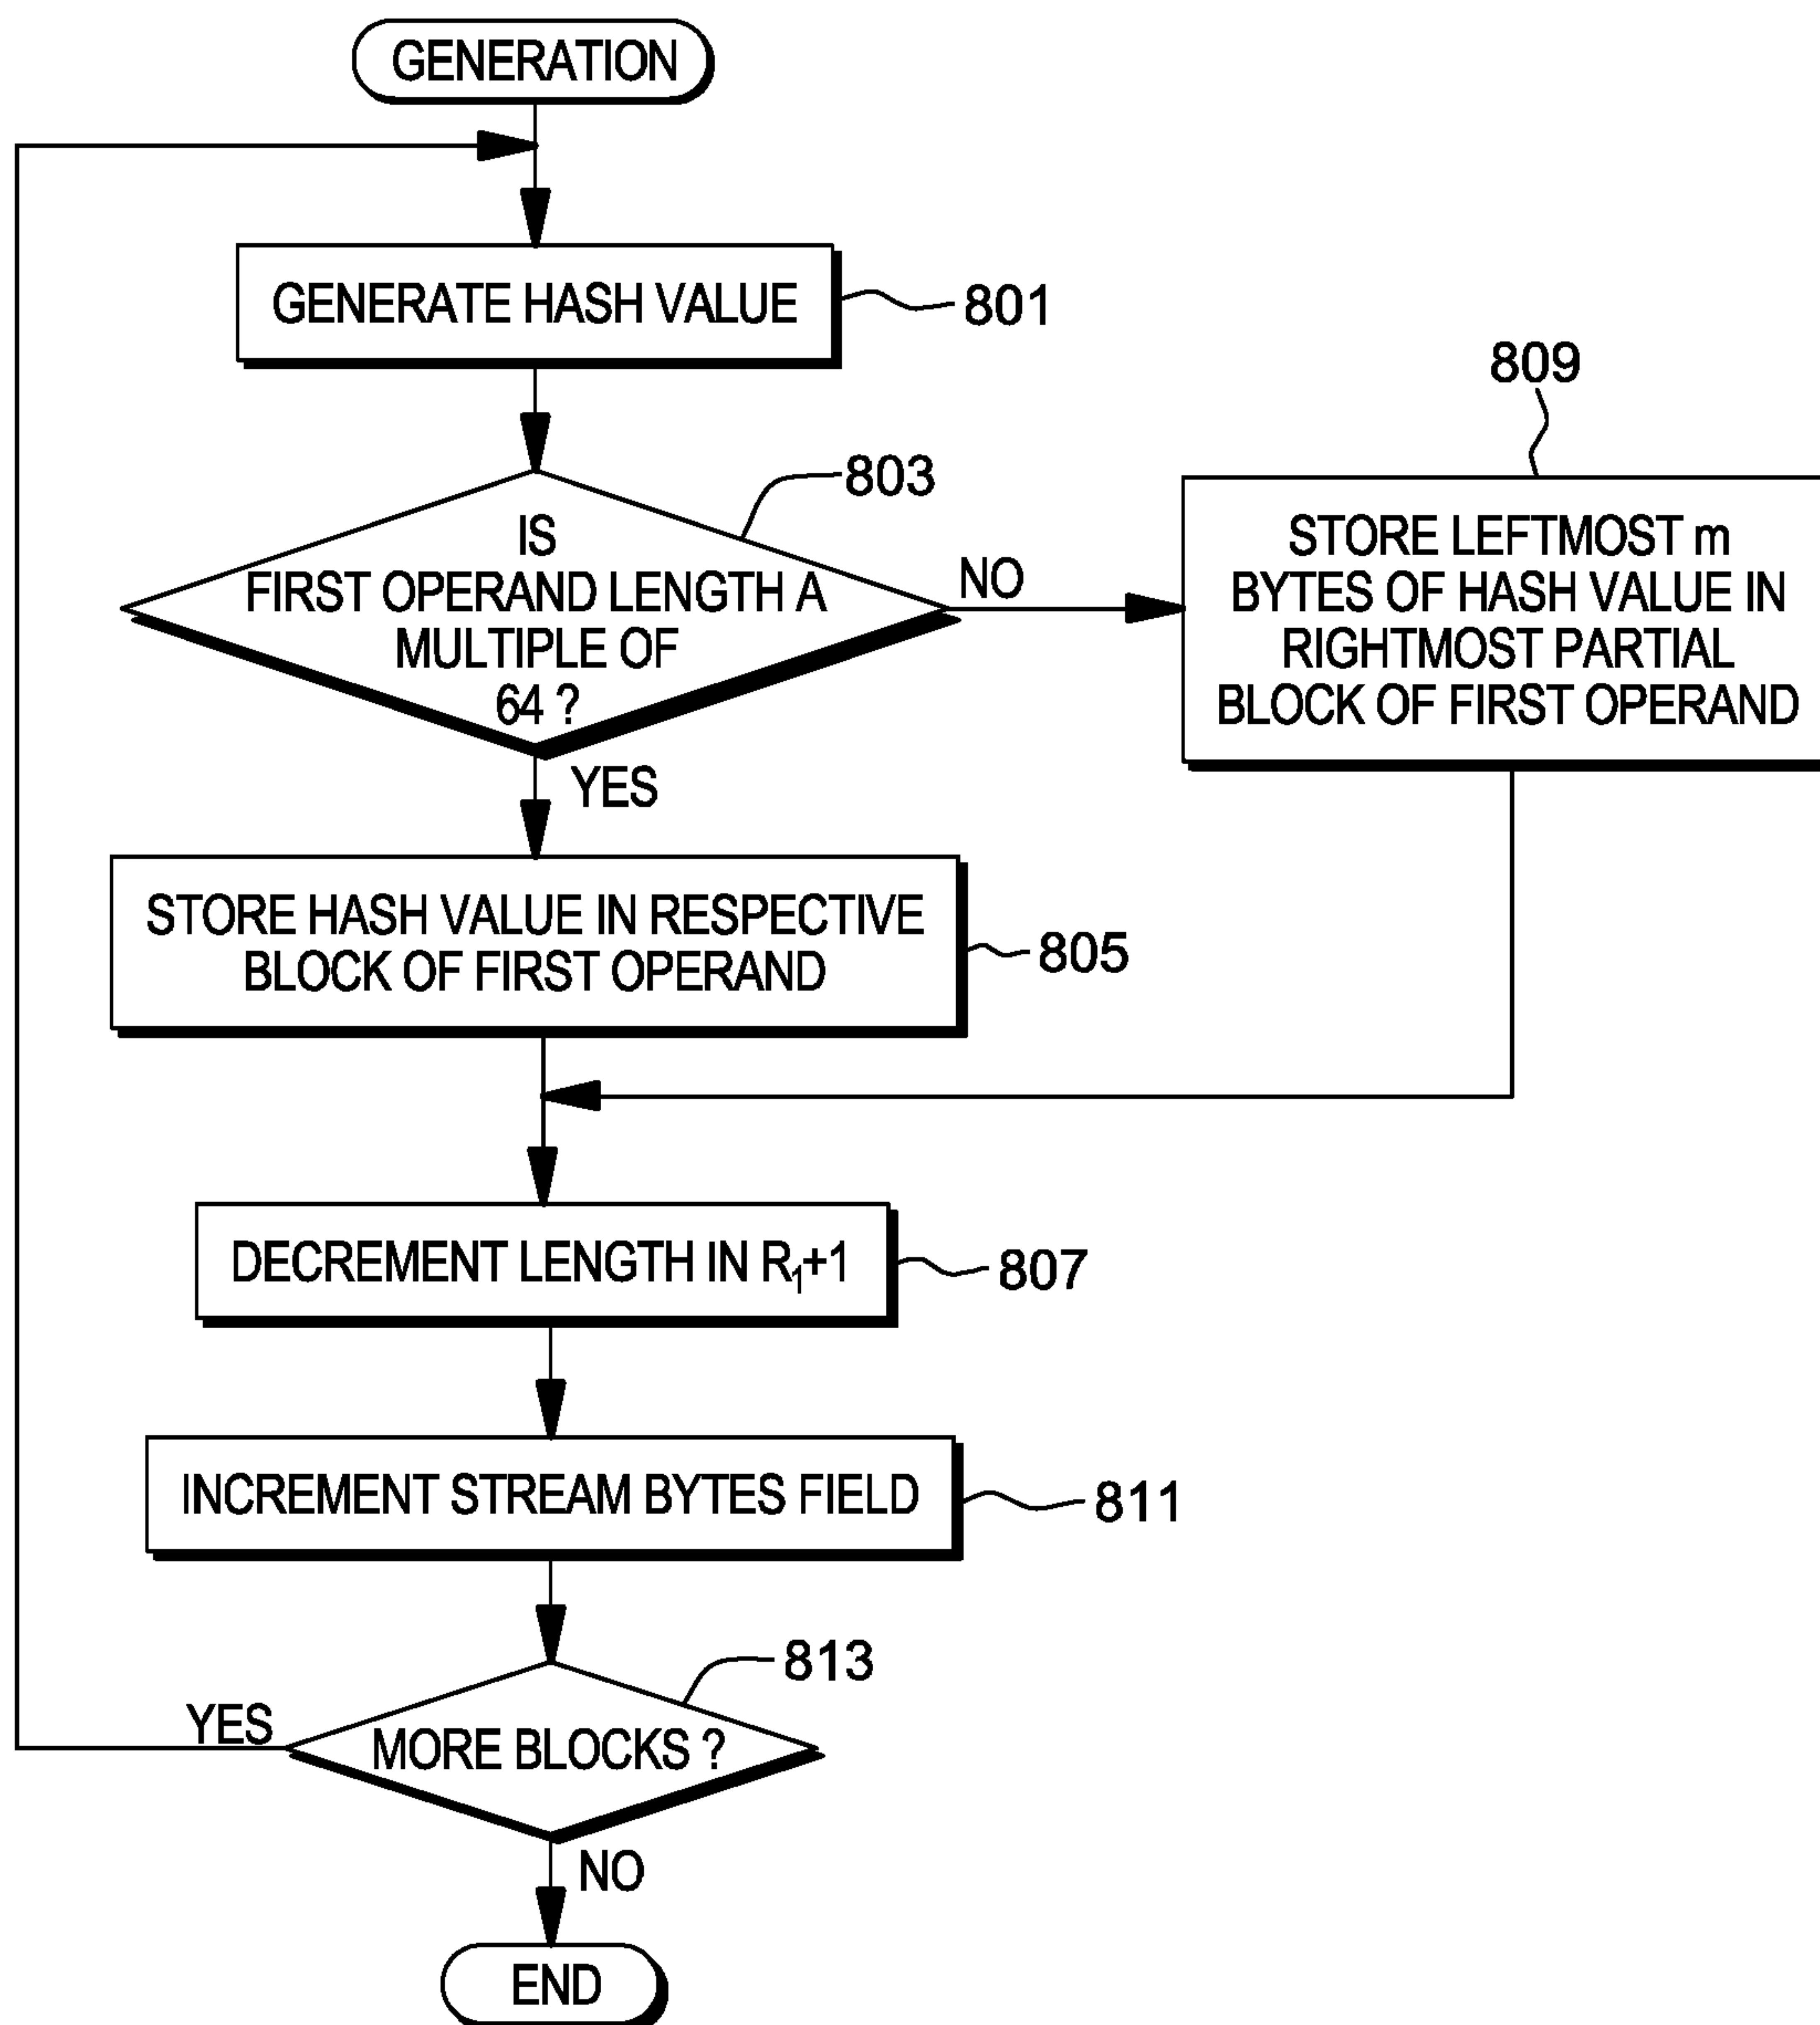 GENERATION
GENERATE HASH VALUE
801
803
IS
FIRST OPERAND LENGTH A
MULTIPLE OF
64 ?
NO
809
STORE LEFTMOST m
BYTES OF HASH VALUE IN
RIGHTMOST PARTIAL
BLOCK OF FIRST OPERAND
YES
STORE HASH VALUE IN RESPECTIVE
BLOCK OF FIRST OPERAND
805
DECREMENT LENGTH IN R₁+1
807
INCREMENT STREAM BYTES FIELD
811
813
MORE BLOCKS ?
YES
NO
END